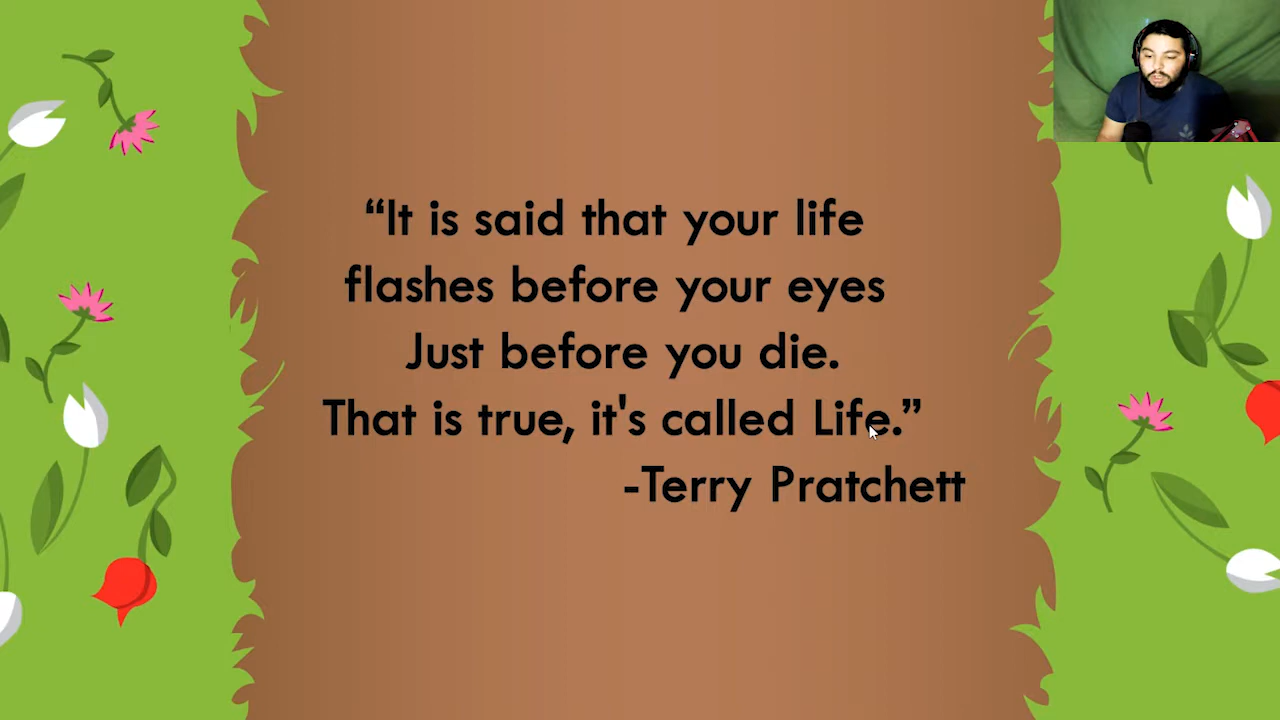 “It is said that your life
flashes before your eyes
Just before you die.
That is true, it's called Life.”
-Terry Pratchett